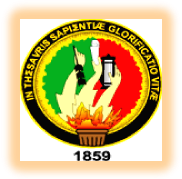 IN THESAVRIS SAPIENTIÆ GLORIFICATIO VITÆ
1859